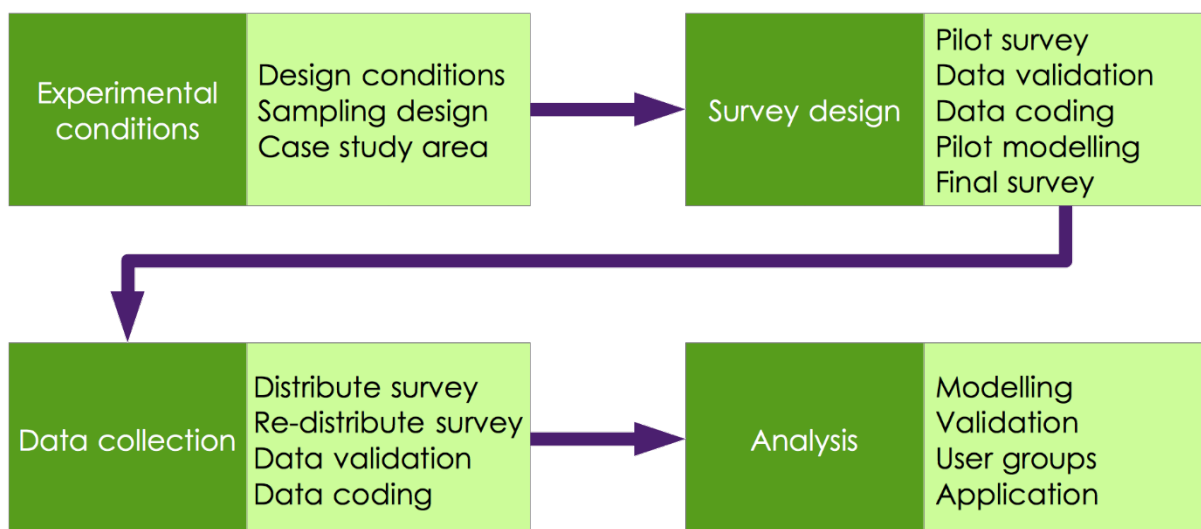 Experimental
conditions
Design conditions
Sampling design
Case study area
Survey design
Pilot survey
Data validation
Data coding
Pilot modelling
Final survey
Data collection
Distribute survey
Re-distribute survey
Data validation
Data coding
Analysis
Modelling
Validation
User groups
Application